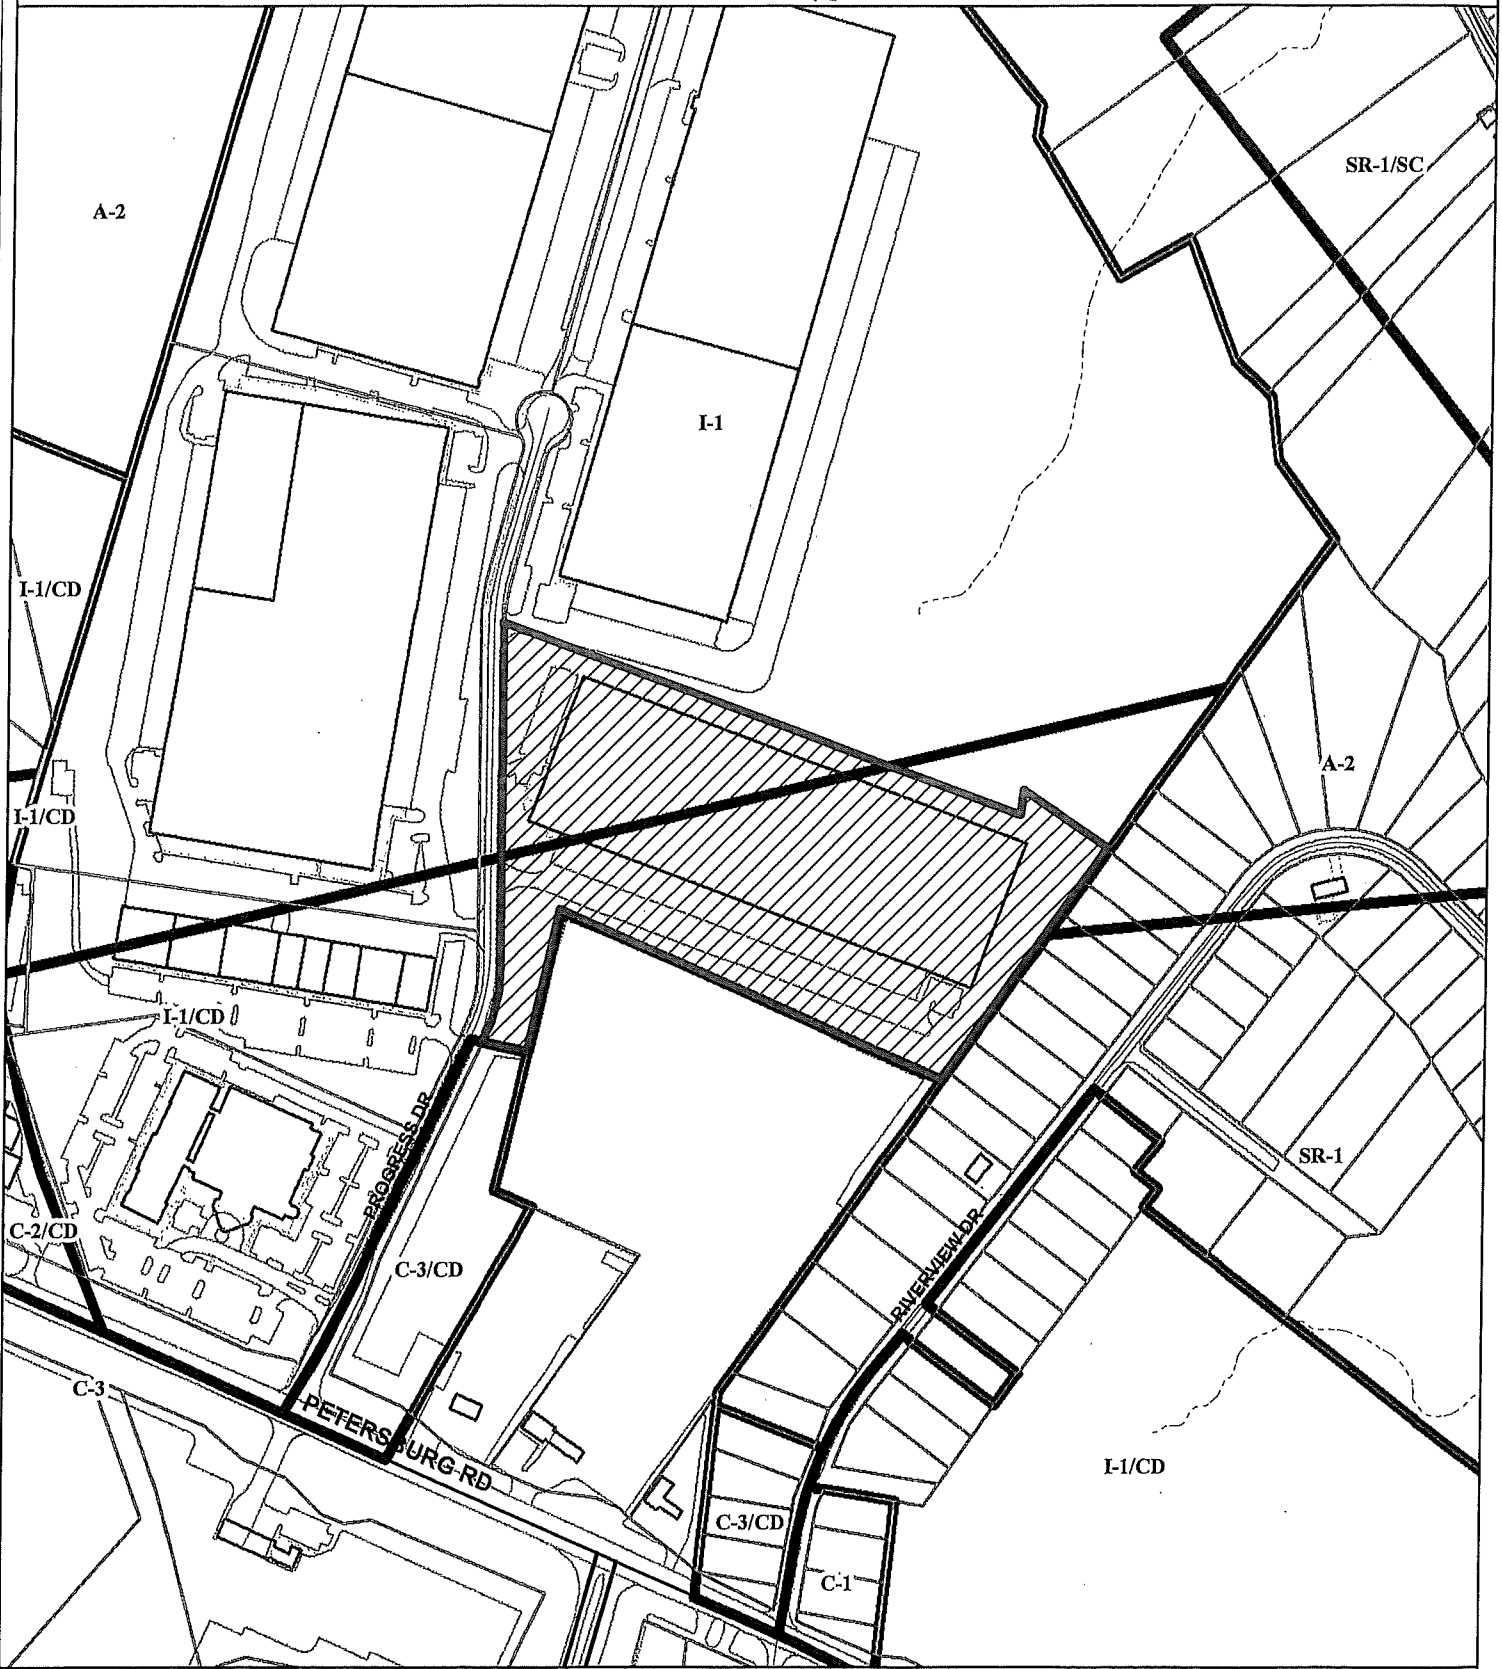 SR-1/SC
A-2
I-1
I-1/CD
A-2
I-1/CD
I-1/CD
PROGRESS DR
SR-1
C-2/CD
RIVERVIEW DR
C-3/CD
C-3
PETERSBURG RD
I-1/CD
C-3/CD
C-1